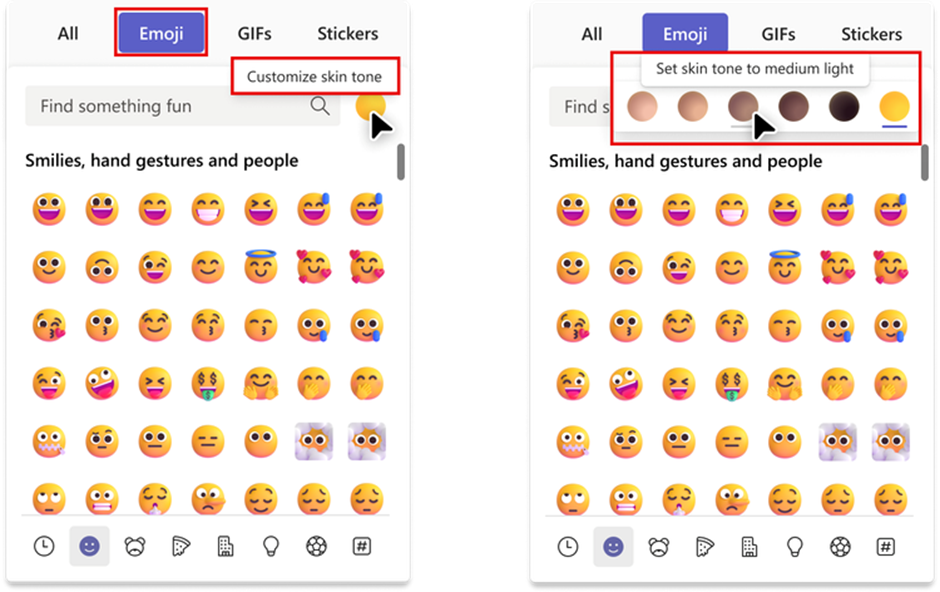 All Emoji GIFs Stickers
Customize skin tone
Find something fun
Smilies, hand gestures and people
All Emoji GIFs Stickers
Set skin tone to medium light
Find s
Smilies, hand gestures and people